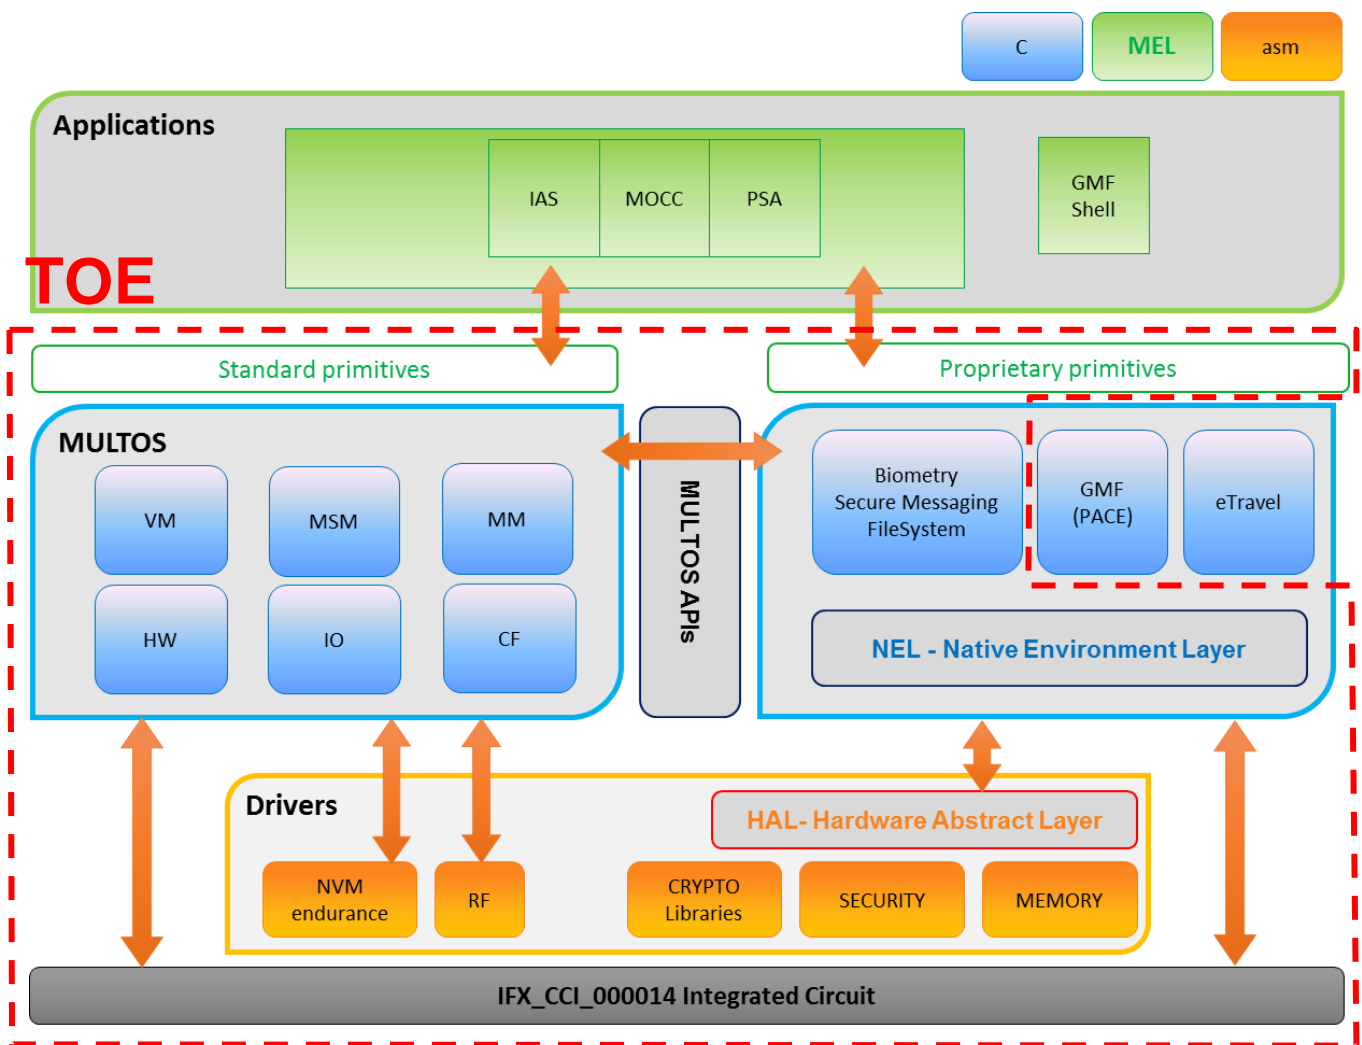 C
MEL
asm
Applications
IAS
MOCC
PSA
GMF
Shell
TOE
Standard primitives
Proprietary primitives
MULTOS
VM
MSM
MM
HW
IO
CF
MULTOS APIs
Biometry
Secure Messaging
FileSystem
GMF
(PACE)
eTravel
NEL - Native Environment Layer
Drivers
HAL- Hardware Abstract Layer
NVM
endurance
RF
CRYPTO
Libraries
SECURITY
MEMORY
IFX_CCI_000014 Integrated Circuit